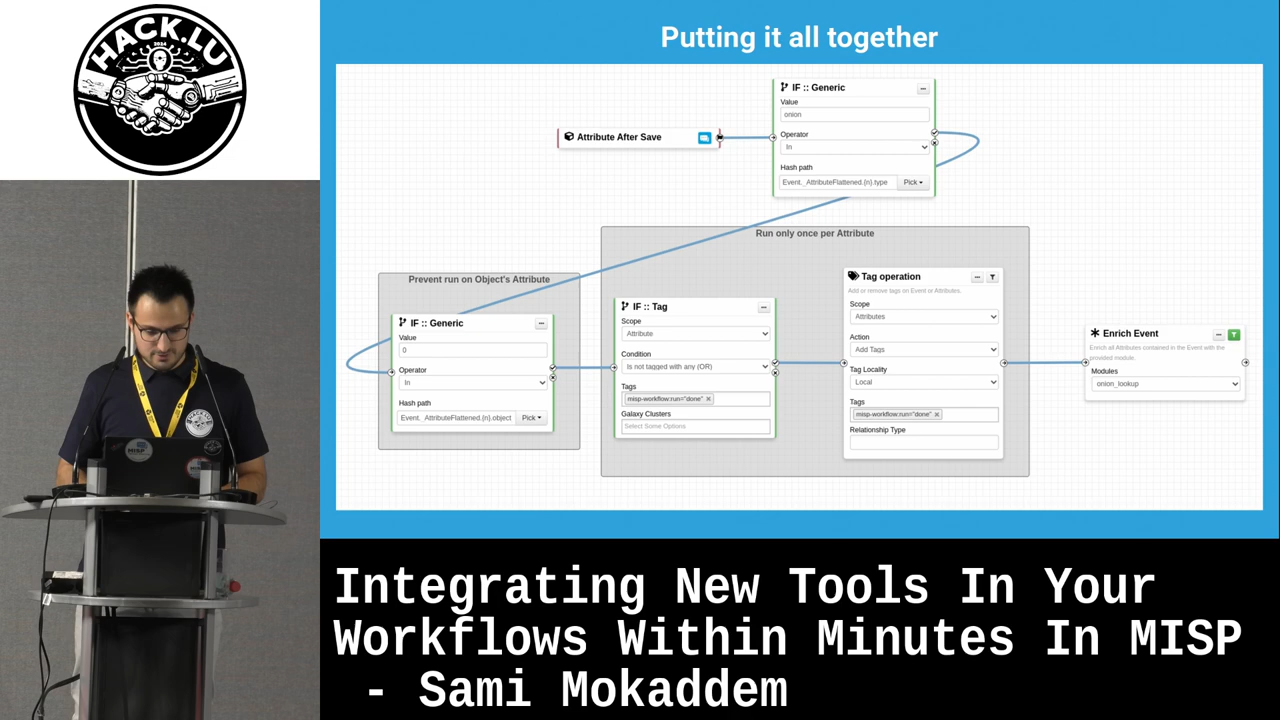 HACK.LU
2024
Putting it all together
Attribute After Save
IF :: Generic
Value
onion
Operator
In
Hash path
Event._AttributeFlattened.{n}.type
Pick
Prevent run on Object's Attribute
IF :: Generic
Value
0
Operator
In
Hash path
Event._AttributeFlattened.{n}.object
Pick
Run only once per Attribute
IF :: Tag
Scope
Attribute
Condition
Is not tagged with any (OR)
Tags
misp-workflow:run="done"
Galaxy Clusters
Select Some Options
Tag operation
Add or remove tags on Event or Attributes.
Scope
Attributes
Action
Add Tags
Tag Locality
Local
Tags
misp-workflow:run="done"
Relationship Type
Enrich Event
Enrich all Attributes contained in the Event with the
provided module.
Modules
onion_lookup
MISP
Integrating New Tools In Your
Workflows Within Minutes In MISP
- Sami Mokaddem